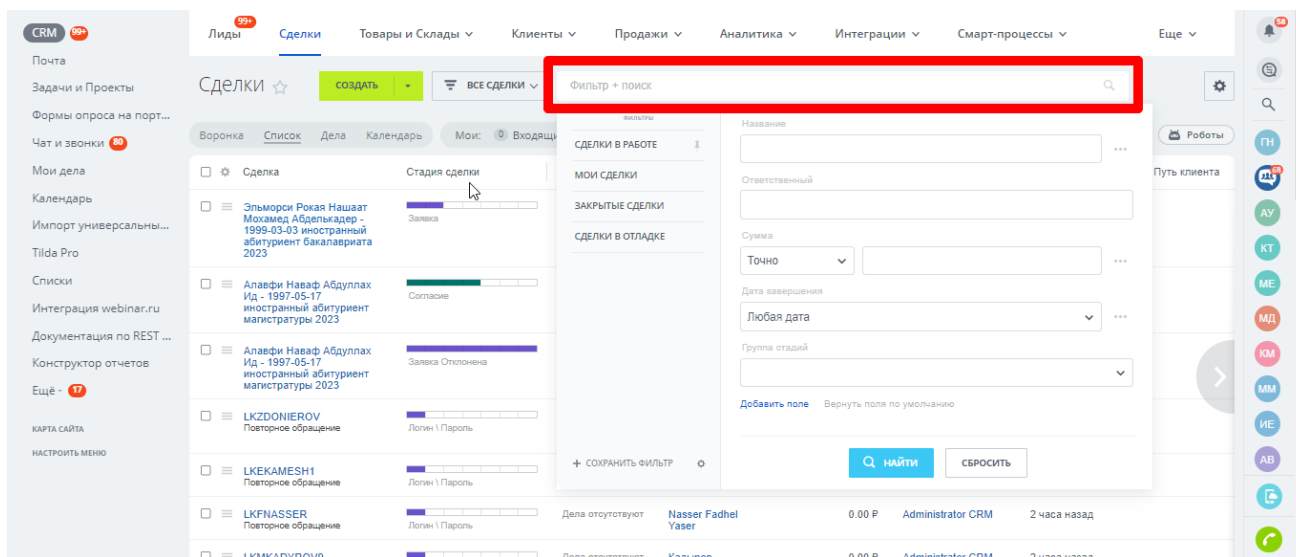 CRM 99+
Почта
Задачи и Проекты
Формы опроса на порт...
Чат и звонки 80
Мои дела
Календарь
Импорт универсальны...
Tilda Pro
Списки
Интеграция webinar.ru
Документация по REST ...
Конструктор отчетов
Ещё - 17
КАРТА САЙТА
НАСТРОИТЬ МЕНЮ
Лиды 99+ Сделки Товары и Склады Клиенты Продажи Аналитика Интеграции Смарт-процессы Еще
Сделки СОЗДАТЬ ВСЕ СДЕЛКИ Фильтр + поиск
Воронка Список Дела Календарь Мои: 0 Входящи Роботы
Сделка Стадия сделки Путь клиента
Эльморси Рокая Нашаат
Мохамед Абделькадер -
1999-03-03 иностранный
абитуриент бакалавриата
2023
Заявка
Алавфи Наваф Абдуллах
Ид - 1997-05-17
иностранный абитуриент
магистратуры 2023
Согласие
Алавфи Наваф Абдуллах
Ид - 1997-05-17
иностранный абитуриент
магистратуры 2023
Заявка Отклонена
LKZDONIEROV
Повторное обращение Логин \ Пароль
LKEKAMESH1
Повторное обращение Логин \ Пароль
LKFNASSER
Повторное обращение Логин \ Пароль
Дела отсутствуют Nasser Fadhel
Yaser
0.00 ₽ Administrator CRM 2 часа назад
ФИЛЬТРЫ
СДЕЛКИ В РАБОТЕ
МОИ СДЕЛКИ
ЗАКРЫТЫЕ СДЕЛКИ
СДЕЛКИ В ОТЛАДКЕ
+ СОХРАНИТЬ ФИЛЬТР
Название
Ответственный
Сумма
Точно
Дата завершения
Любая дата
Группа стадий
Добавить поле Вернуть поля по умолчанию
НАЙТИ СБРОСИТЬ
58
ГН
68
АУ
КТ
МЕ
МД
КМ
ММ
ИЕ
АВ